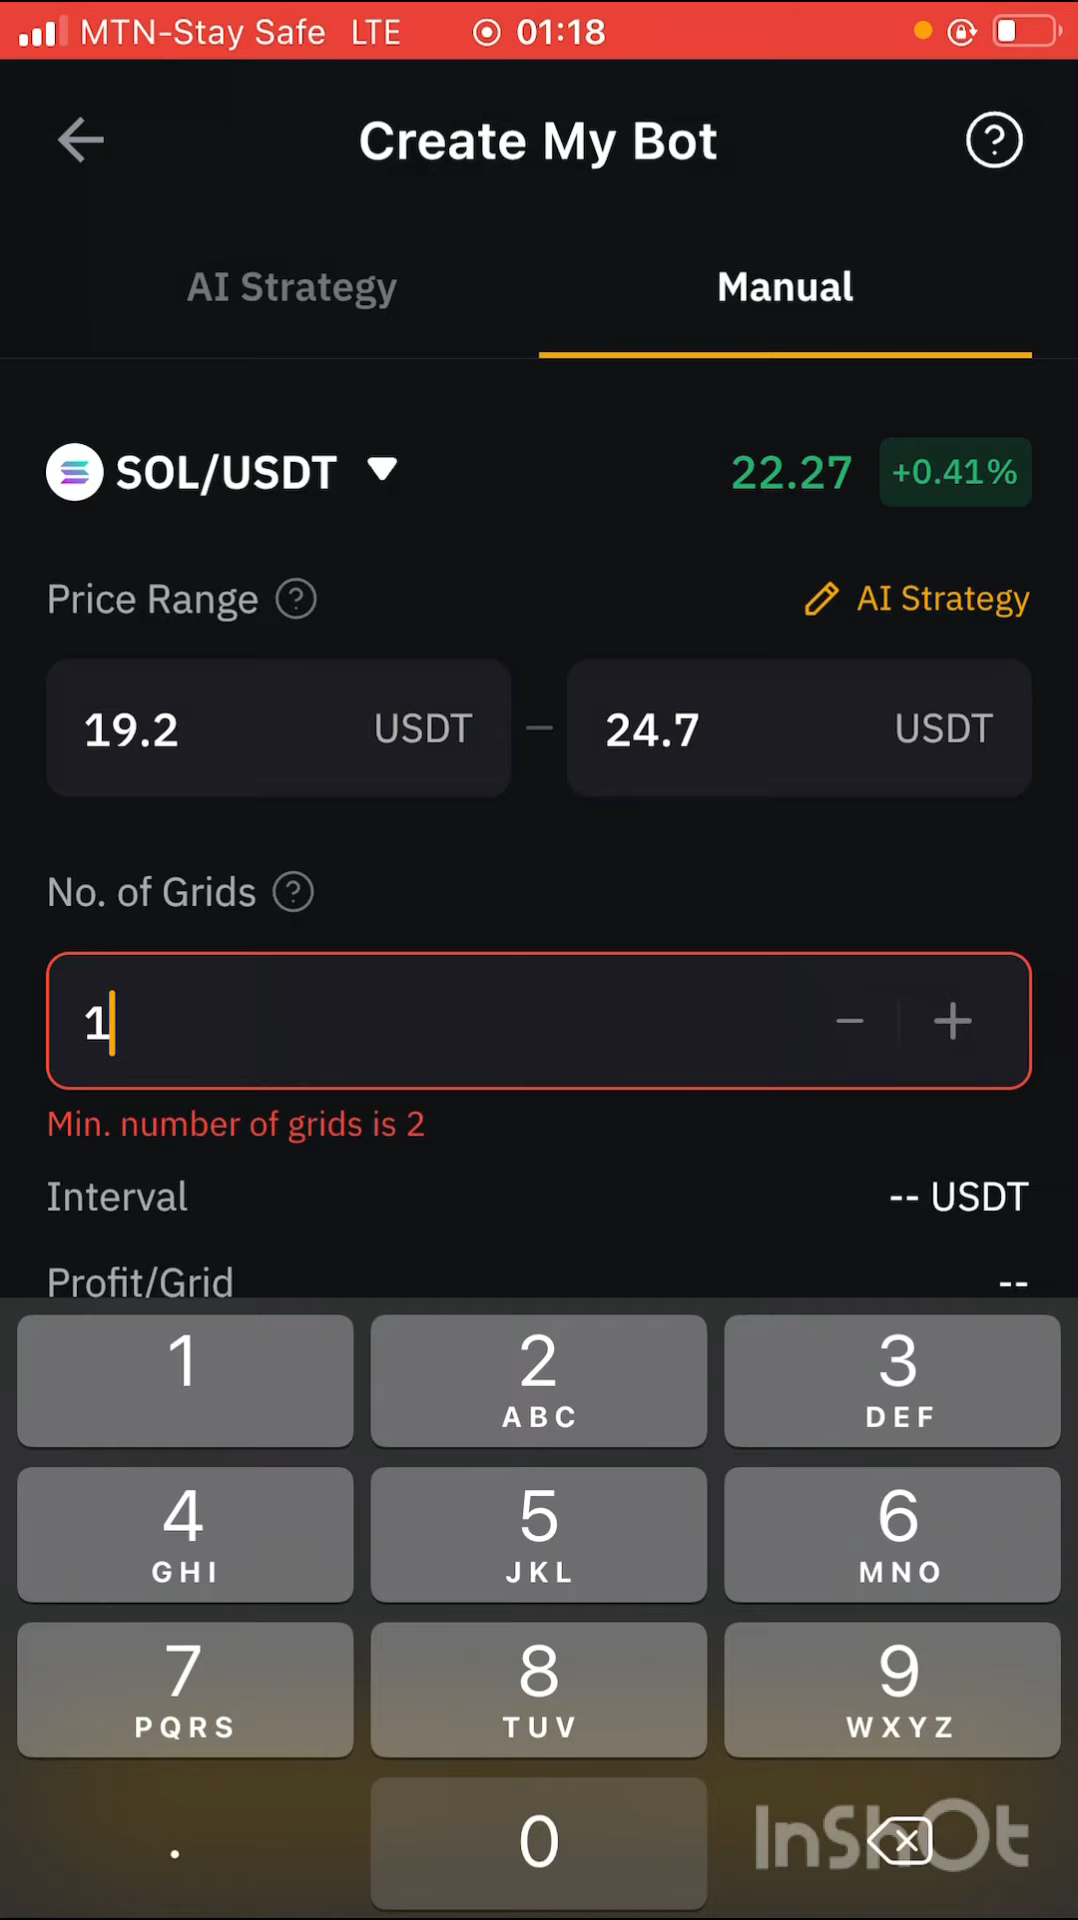 MTN-Stay Safe LTE 01:18
Create My Bot
?
AI Strategy Manual
SOL/USDT 22.27 +0.41%
Price Range ? AI Strategy
19.2 USDT – 24.7 USDT
No. of Grids ?
1 − +
Min. number of grids is 2
Interval -- USDT
Profit/Grid --
1 2 3
ABC DEF
4 5 6
GHI JKL MNO
7 8 9
PQRS TUV WXYZ
. 0
InShOt